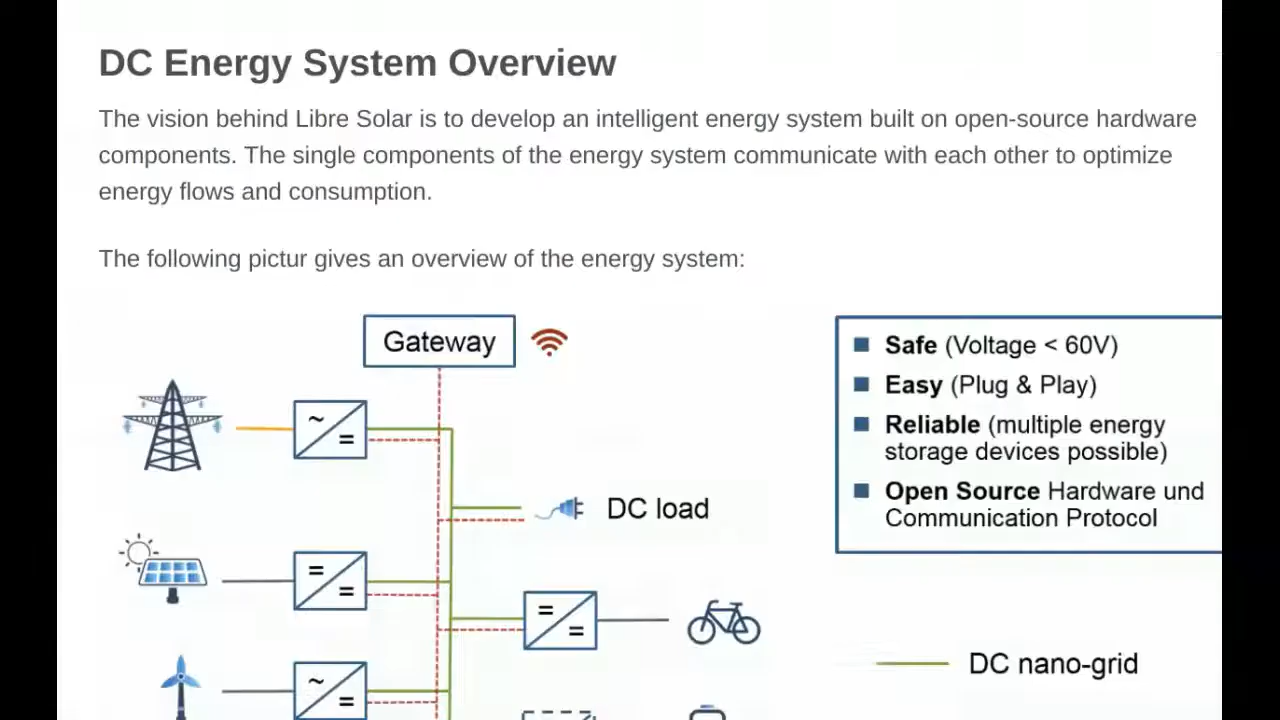 DC Energy System Overview
The vision behind Libre Solar is to develop an intelligent energy system built on open-source hardware
components. The single components of the energy system communicate with each other to optimize
energy flows and consumption.
The following pictur gives an overview of the energy system:
Gateway
Safe (Voltage < 60V)
Easy (Plug & Play)
Reliable (multiple energy
storage devices possible)
Open Source Hardware und
Communication Protocol
DC load
DC nano-grid